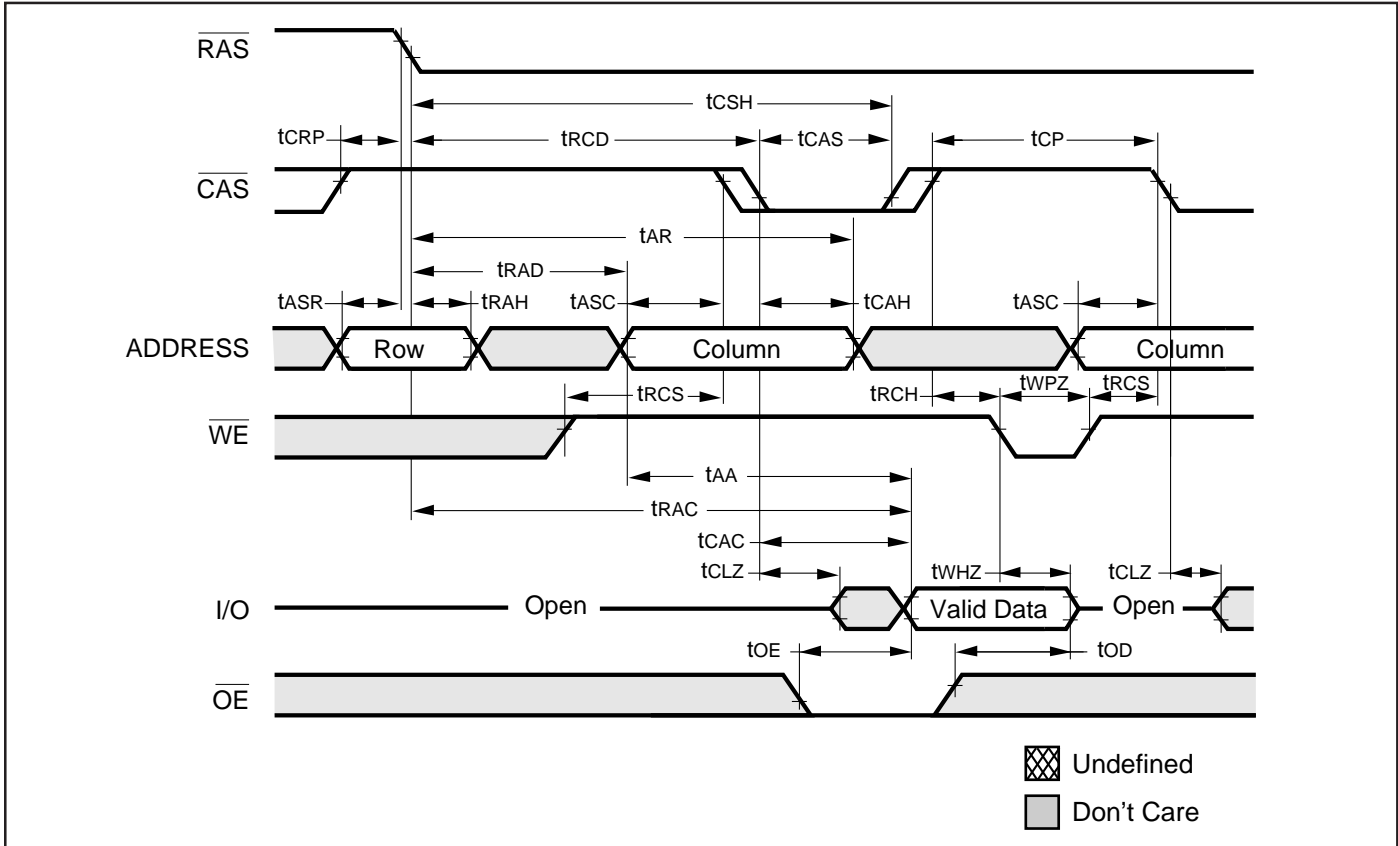 RAS
tCSH
tCRP
tRCD
tCAS
tCP
CAS
tAR
tRAD
tASR
tRAH
tASC
tCAH
tASC
ADDRESS
Row
Column
Column
tRCS
tRCH
tWPZ
tRCS
WE
tAA
tRAC
tCAC
tCLZ
tWHZ
tCLZ
I/O
Open
Valid Data
Open
tOE
tOD
OE
Undefined
Don't Care